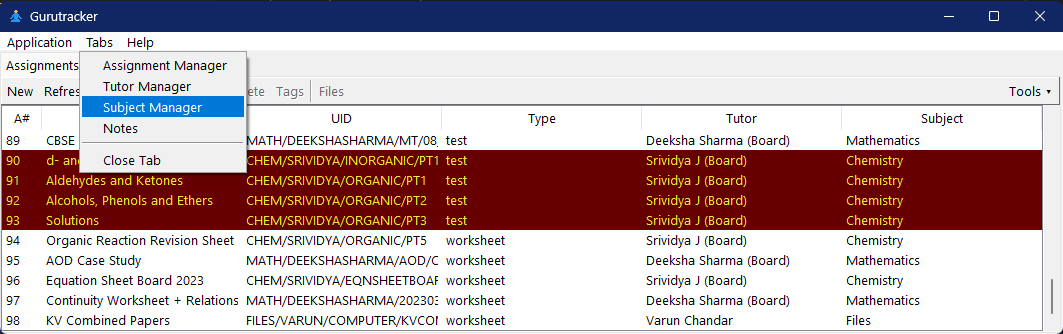 Gurutracker
Application Tabs Help
Assignments
Assignment Manager
Tutor Manager
Subject Manager
Notes
Close Tab
New Refres ete Tags Files Tools
A# UID Type Tutor Subject
89 CBSE MATH/DEEKSHASHARMA/MT/08_ test Deeksha Sharma (Board) Mathematics
90 d- an CHEM/SRIVIDYA/INORGANIC/PT1 test Srividya J (Board) Chemistry
91 Aldehydes and Ketones CHEM/SRIVIDYA/ORGANIC/PT1 test Srividya J (Board) Chemistry
92 Alcohols, Phenols and Ethers CHEM/SRIVIDYA/ORGANIC/PT2 test Srividya J (Board) Chemistry
93 Solutions CHEM/SRIVIDYA/ORGANIC/PT3 test Srividya J (Board) Chemistry
94 Organic Reaction Revision Sheet CHEM/SRIVIDYA/ORGANIC/PT5 worksheet Srividya J (Board) Chemistry
95 AOD Case Study MATH/DEEKSHASHARMA/AOD/C worksheet Deeksha Sharma (Board) Mathematics
96 Equation Sheet Board 2023 CHEM/SRIVIDYA/EQNSHEETBOAR worksheet Srividya J (Board) Chemistry
97 Continuity Worksheet + Relations MATH/DEEKSHASHARMA/202303 worksheet Deeksha Sharma (Board) Mathematics
98 KV Combined Papers FILES/VARUN/COMPUTER/KVCOM worksheet Varun Chandar Files